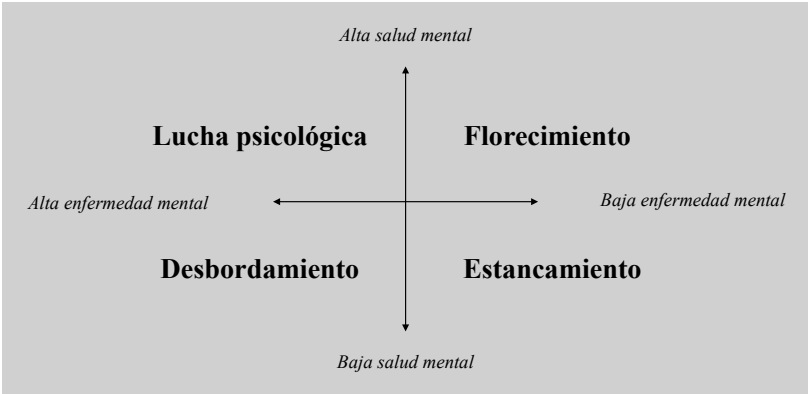 Alta salud mental
Lucha psicológica
Florecimiento
Alta enfermedad mental
Baja enfermedad mental
Desbordamiento
Estancamiento
Baja salud mental